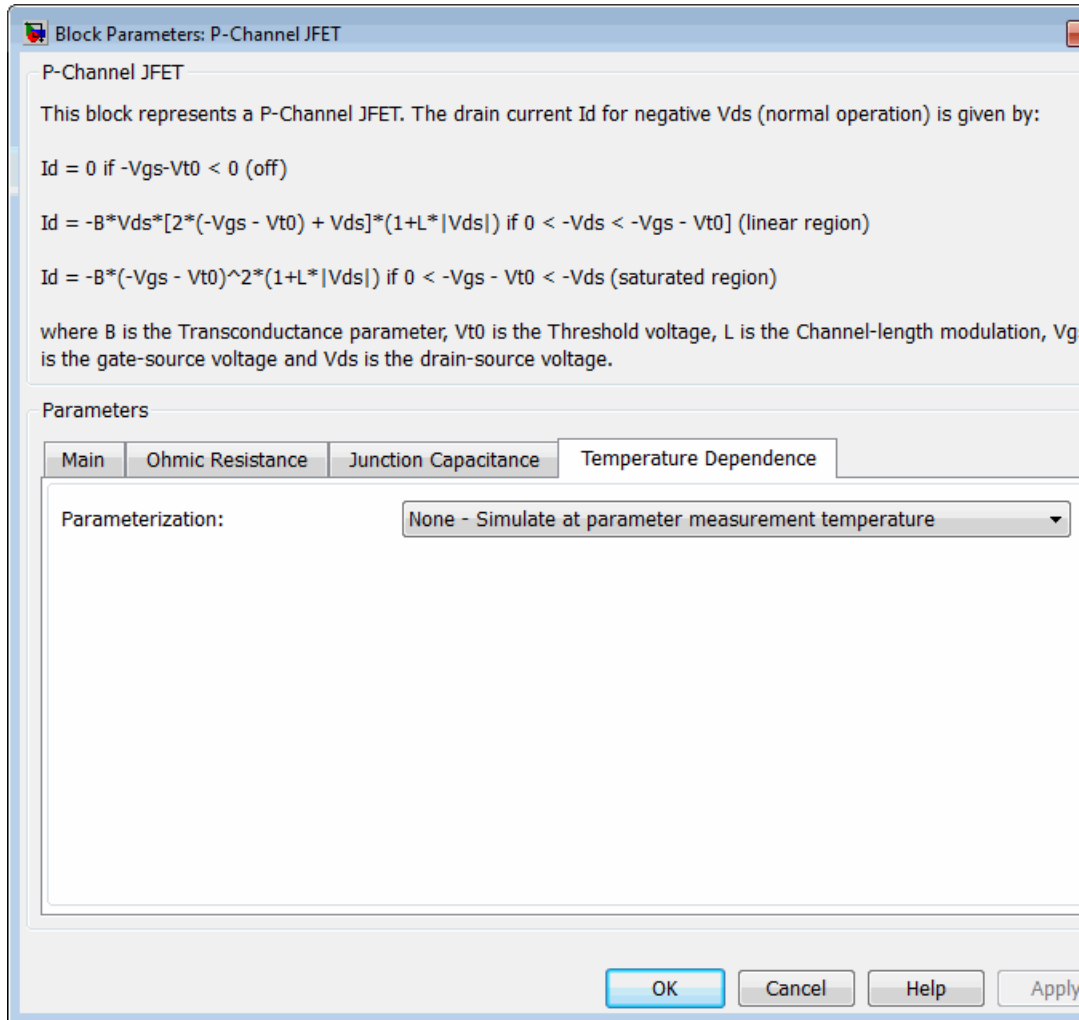 Block Parameters: P-Channel JFET
P-Channel JFET
This block represents a P-Channel JFET. The drain current Id for negative Vds (normal operation) is given by:
Id = 0 if -Vgs-Vt0 < 0 (off)
Id = -B*Vds*[2*(-Vgs - Vt0) + Vds]*(1+L*|Vds|) if 0 < -Vds < -Vgs - Vt0] (linear region)
Id = -B*(-Vgs - Vt0)^2*(1+L*|Vds|) if 0 < -Vgs - Vt0 < -Vds (saturated region)
where B is the Transconductance parameter, Vt0 is the Threshold voltage, L is the Channel-length modulation, Vgs
is the gate-source voltage and Vds is the drain-source voltage.
Parameters
Main Ohmic Resistance Junction Capacitance Temperature Dependence
Parameterization: None - Simulate at parameter measurement temperature
OK Cancel Help Apply